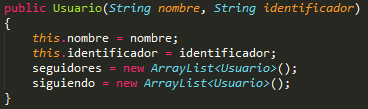 public Usuario(String nombre, String identificador)
{
this.nombre = nombre;
this.identificador = identificador;
seguidores = new ArrayList<Usuario>();
siguiendo = new ArrayList<Usuario>();
}